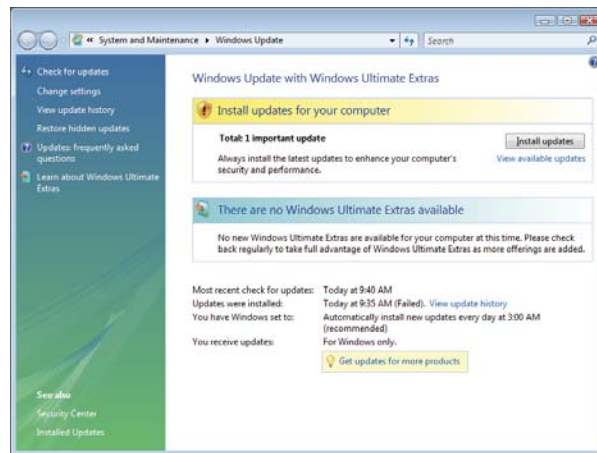 « System and Maintenance ▸ Windows Update
Search
Check for updates
Change settings
View update history
Restore hidden updates
Updates: frequently asked
questions
Learn about Windows Ultimate
Extras
Windows Update with Windows Ultimate Extras
Install updates for your computer
Total: 1 important update
Install updates
Always install the latest updates to enhance your computer's
security and performance.
View available updates
There are no Windows Ultimate Extras available
No new Windows Ultimate Extras are available for your computer at this time. Please check
back regularly to take full advantage of Windows Ultimate Extras as more offerings are added.
Most recent check for updates: Today at 9:40 AM
Updates were installed: Today at 9:35 AM (Failed). View update history
You have Windows set to: Automatically install new updates every day at 3:00 AM
(recommended)
You receive updates: For Windows only.
Get updates for more products
See also
Security Center
Installed Updates